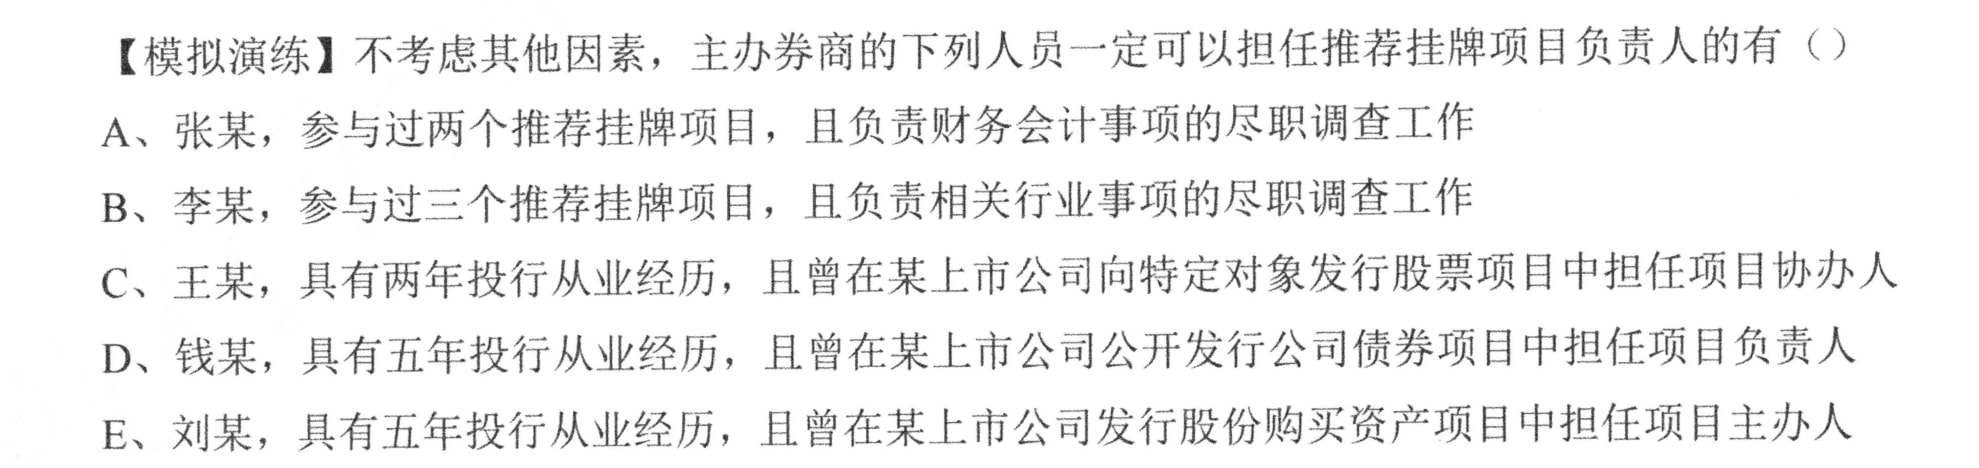 【模拟演练】不考虑其他因素，主办券商的下列人员一定可以担任推荐挂牌项目负责人的有（）
A、张某，参与过两个推荐挂牌项目，且负责财务会计事项的尽职调查工作
B、李某，参与过三个推荐挂牌项目，且负责相关行业事项的尽职调查工作
C、王某，具有两年投行从业经历，且曾在某上市公司向特定对象发行股票项目中担任项目协办人
D、钱某，具有五年投行从业经历，且曾在某上市公司公开发行公司债券项目中担任项目负责人
E、刘某，具有五年投行从业经历，且曾在某上市公司发行股份购买资产项目中担任项目主办人